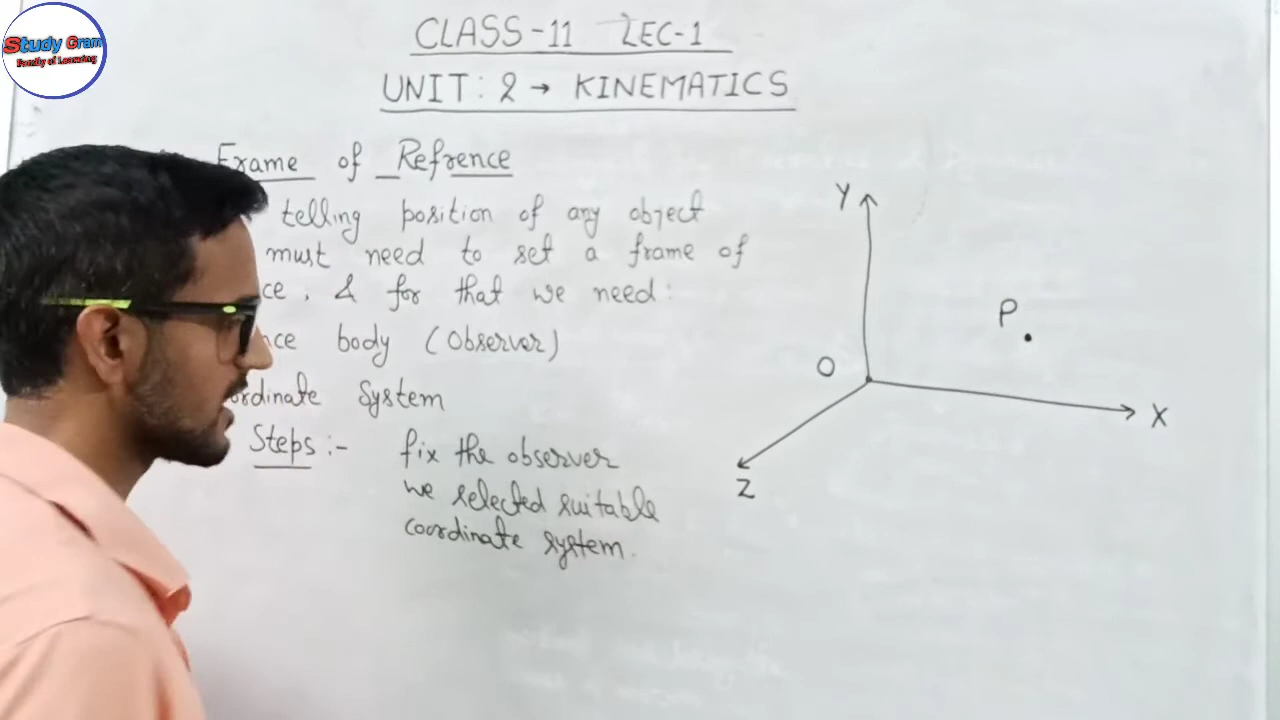 Study Gram
Family of Learning
CLASS-11 LEC-1
UNIT: 2 → KINEMATICS
Frame of Refrence
telling position of any object
must need to set a frame of
ce, & for that we need:
nce body (Observer)
ordinate System
Steps:- fix the observer
we selected suitable
coordinate system.
Y
P
O
X
Z